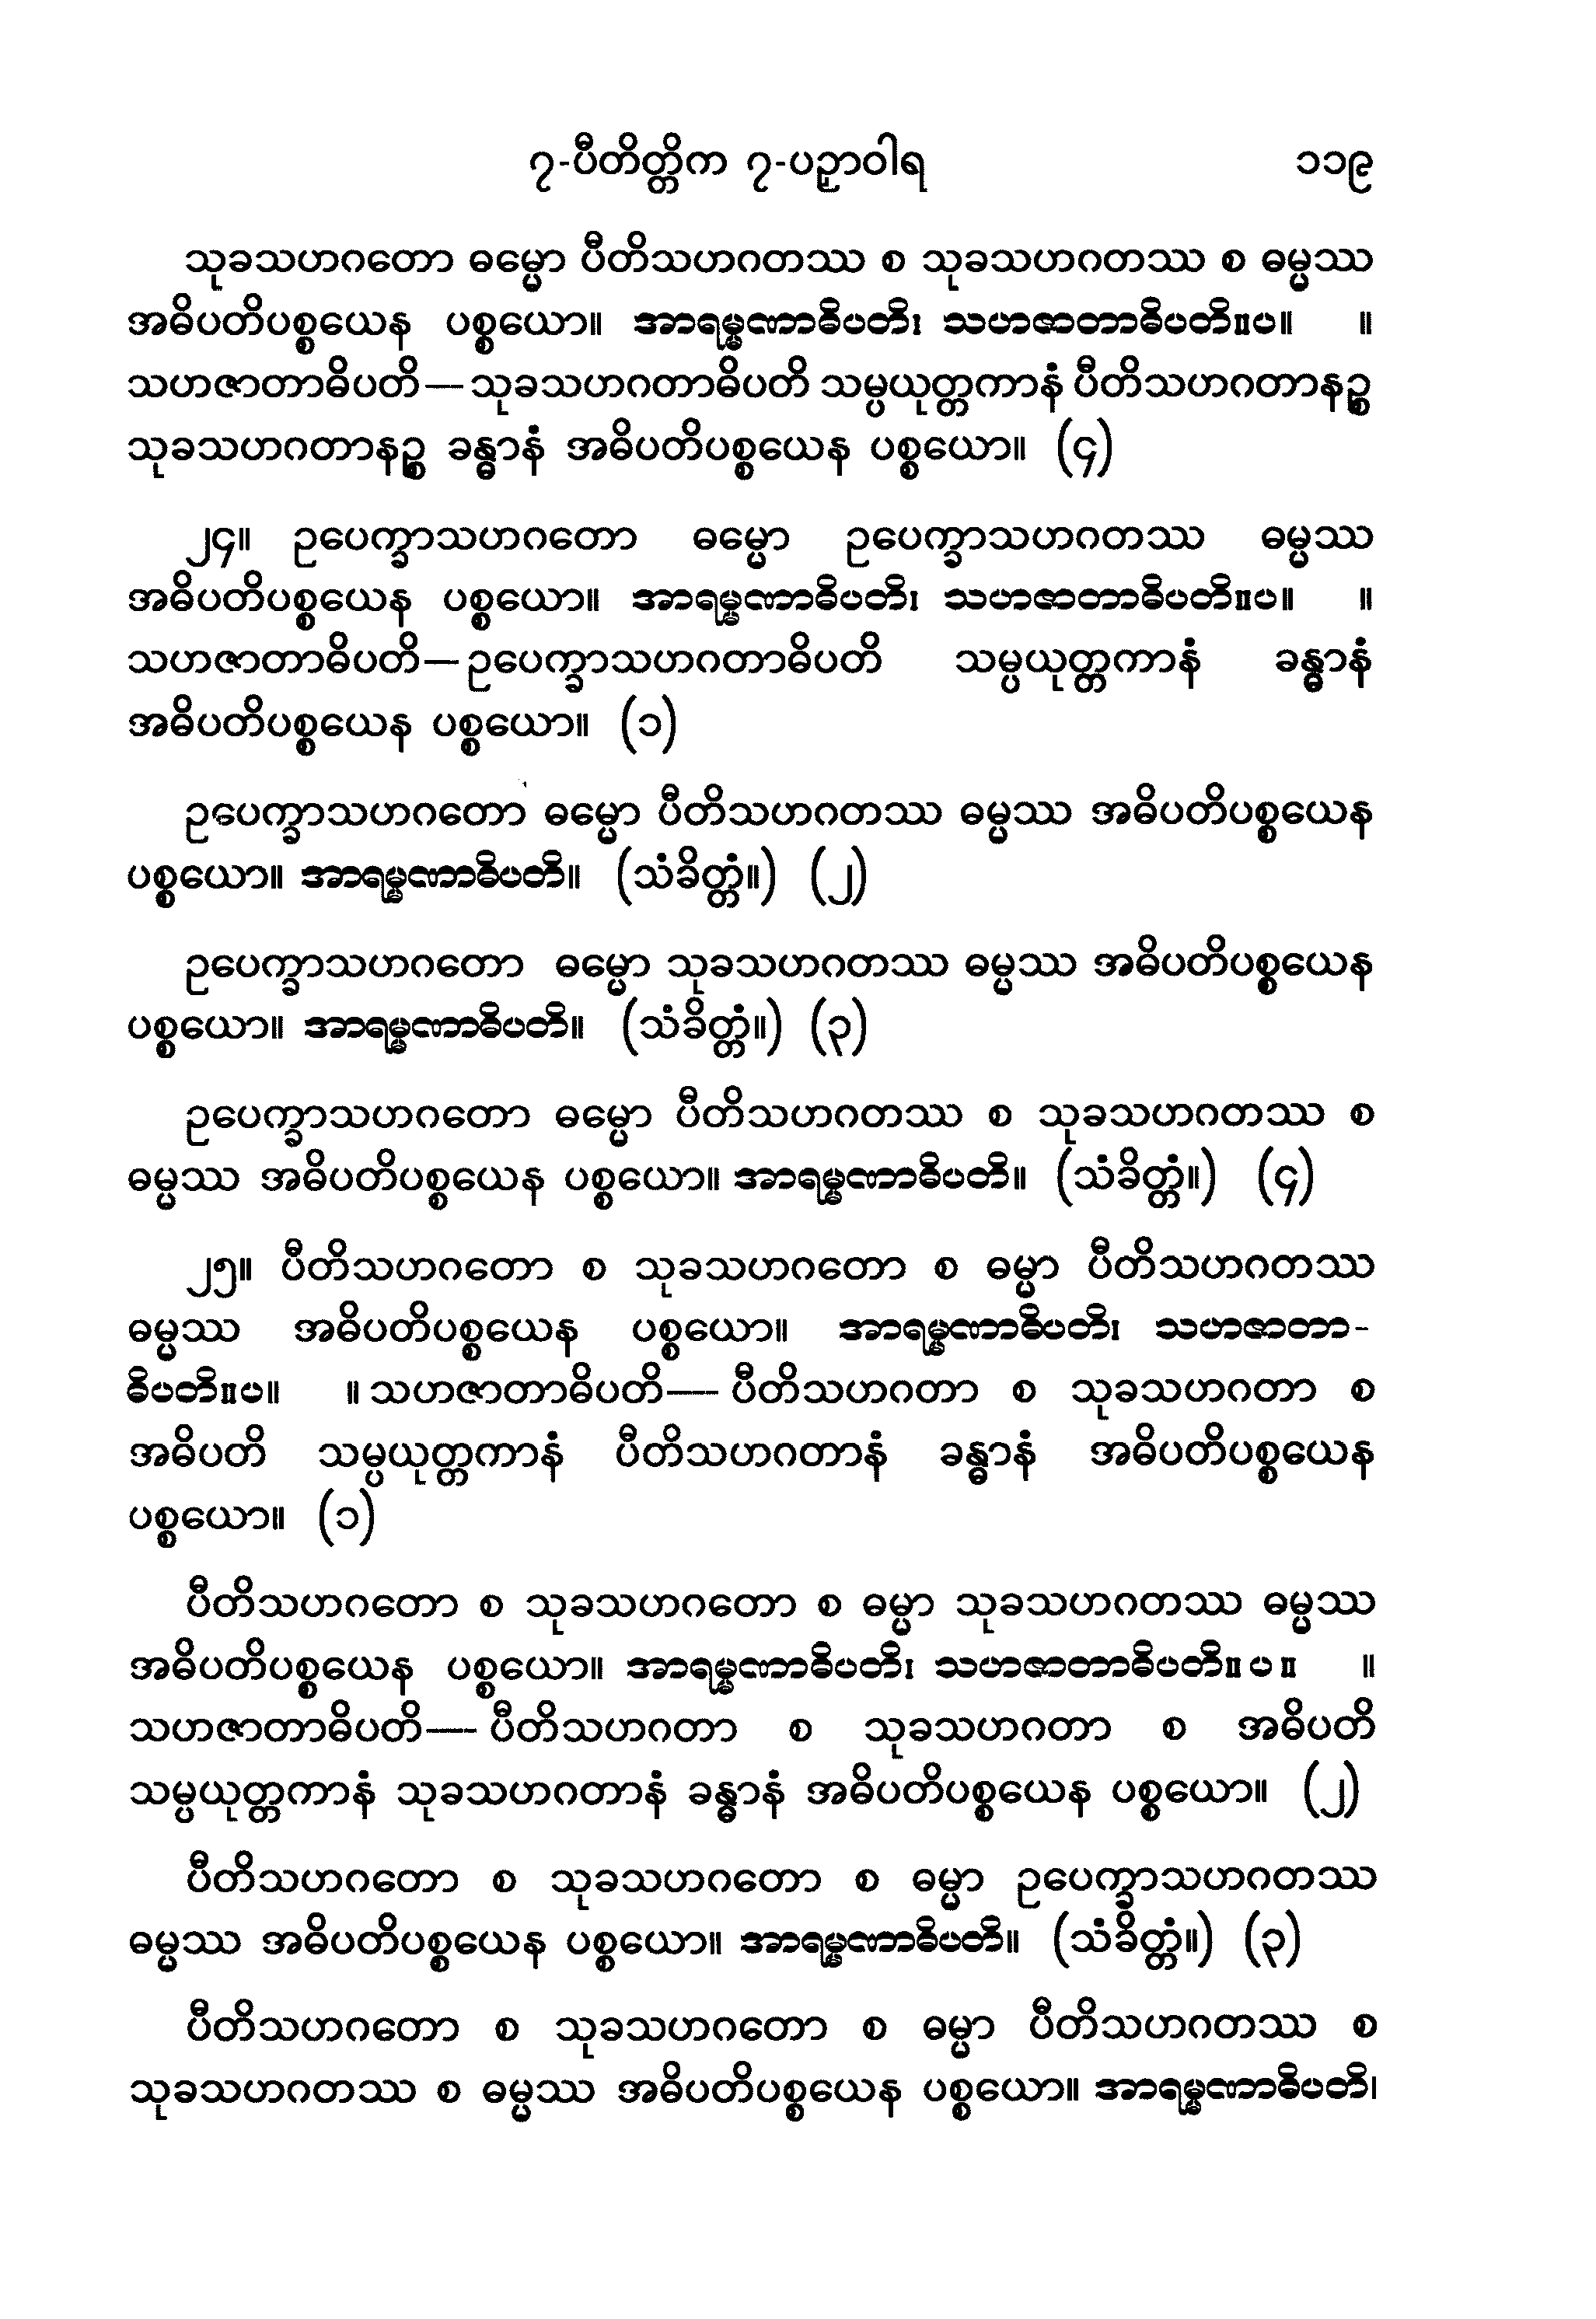 ၇-ပီတိတ္တိက ၇-ပဉှာဝါရ ၁၁၉
သုခသဟဂတော ဓမ္မော ပီတိသဟဂတဿ စ သုခသဟဂတဿ စ ဓမ္မဿ
အဓိပတိပစ္စယေန ပစ္စယော။ အာရမ္မဏာဓိပတိ၊ သဟဇာတာဓိပတိ။ပ။ ။
သဟဇာတာဓိပတိ—သုခသဟဂတာဓိပတိ သမ္ပယုတ္တကာနံ ပီတိသဟဂတာနဉ္စ
သုခသဟဂတာနဉ္စ ခန္ဓာနံ အဓိပတိပစ္စယေန ပစ္စယော။ (၄)
၂၄။ ဥပေက္ခာသဟဂတော ဓမ္မော ဥပေက္ခာသဟဂတဿ ဓမ္မဿ
အဓိပတိပစ္စယေန ပစ္စယော။ အာရမ္မဏာဓိပတိ၊ သဟဇာတာဓိပတိ။ပ။ ။
သဟဇာတာဓိပတိ—ဥပေက္ခာသဟဂတာဓိပတိ သမ္ပယုတ္တကာနံ ခန္ဓာနံ
အဓိပတိပစ္စယေန ပစ္စယော။ (၁)
ဥပေက္ခာသဟဂတော ဓမ္မော ပီတိသဟဂတဿ ဓမ္မဿ အဓိပတိပစ္စယေန
ပစ္စယော။ အာရမ္မဏာဓိပတိ။ (သံခိတ္တံ။) (၂)
ဥပေက္ခာသဟဂတော ဓမ္မော သုခသဟဂတဿ ဓမ္မဿ အဓိပတိပစ္စယေန
ပစ္စယော။ အာရမ္မဏာဓိပတိ။ (သံခိတ္တံ။) (၃)
ဥပေက္ခာသဟဂတော ဓမ္မော ပီတိသဟဂတဿ စ သုခသဟဂတဿ စ
ဓမ္မဿ အဓိပတိပစ္စယေန ပစ္စယော။ အာရမ္မဏာဓိပတိ။ (သံခိတ္တံ။) (၄)
၂၅။ ပီတိသဟဂတော စ သုခသဟဂတော စ ဓမ္မာ ပီတိသဟဂတဿ
ဓမ္မဿ အဓိပတိပစ္စယေန ပစ္စယော။ အာရမ္မဏာဓိပတိ၊ သဟဇာတာ-
ဓိပတိ။ပ။ ။သဟဇာတာဓိပတိ—ပီတိသဟဂတာ စ သုခသဟဂတာ စ
အဓိပတိ သမ္ပယုတ္တကာနံ ပီတိသဟဂတာနံ ခန္ဓာနံ အဓိပတိပစ္စယေန
ပစ္စယော။ (၁)
ပီတိသဟဂတော စ သုခသဟဂတော စ ဓမ္မာ သုခသဟဂတဿ ဓမ္မဿ
အဓိပတိပစ္စယေန ပစ္စယော။ အာရမ္မဏာဓိပတိ၊ သဟဇာတာဓိပတိ။ပ။ ။
သဟဇာတာဓိပတိ—ပီတိသဟဂတာ စ သုခသဟဂတာ စ အဓိပတိ
သမ္ပယုတ္တကာနံ သုခသဟဂတာနံ ခန္ဓာနံ အဓိပတိပစ္စယေန ပစ္စယော။ (၂)
ပီတိသဟဂတော စ သုခသဟဂတော စ ဓမ္မာ ဥပေက္ခာသဟဂတဿ
ဓမ္မဿ အဓိပတိပစ္စယေန ပစ္စယော။ အာရမ္မဏာဓိပတိ။ (သံခိတ္တံ။) (၃)
ပီတိသဟဂတော စ သုခသဟဂတော စ ဓမ္မာ ပီတိသဟဂတဿ စ
သုခသဟဂတဿ စ ဓမ္မဿ အဓိပတိပစ္စယေန ပစ္စယော။ အာရမ္မဏာဓိပတိ၊